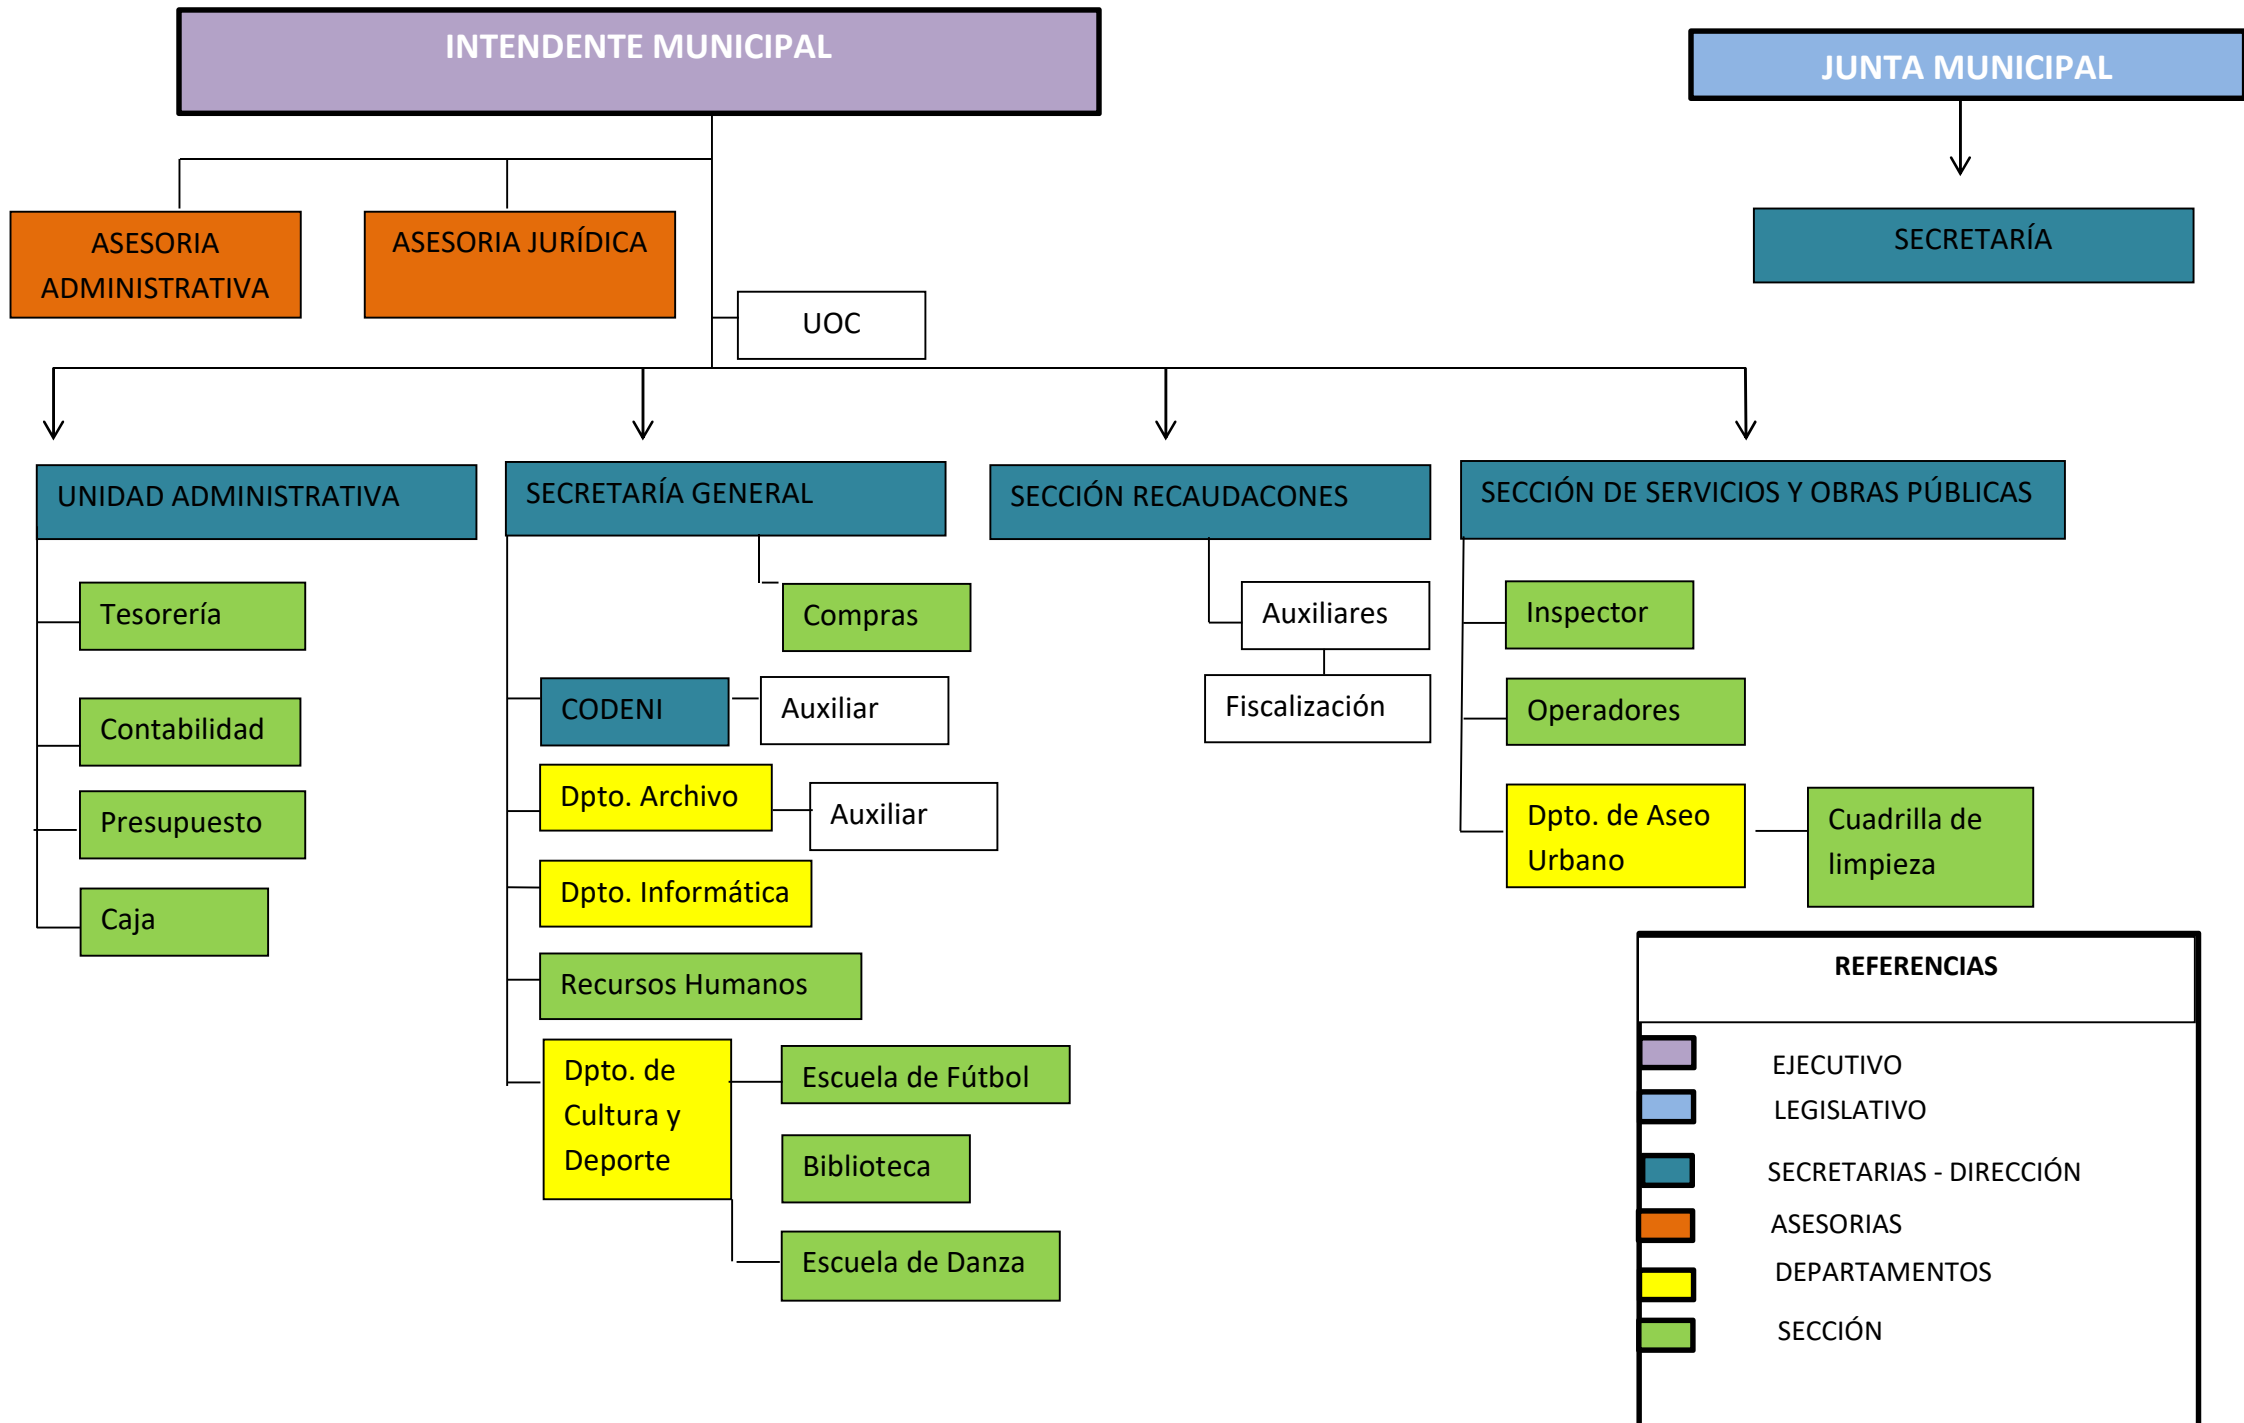 INTENDENTE MUNICIPAL
JUNTA MUNICIPAL
ASESORIA
ADMINISTRATIVA
ASESORIA JURÍDICA
SECRETARÍA
UOC
UNIDAD ADMINISTRATIVA
SECRETARÍA GENERAL
SECCIÓN RECAUDACONES
SECCIÓN DE SERVICIOS Y OBRAS PÚBLICAS
Tesorería
Contabilidad
Presupuesto
Caja
Compras
CODENI
Auxiliar
Dpto. Archivo
Auxiliar
Dpto. Informática
Recursos Humanos
Dpto. de
Cultura y
Deporte
Escuela de Fútbol
Biblioteca
Escuela de Danza
Auxiliares
Fiscalización
Inspector
Operadores
Dpto. de Aseo
Urbano
Cuadrilla de
limpieza
REFERENCIAS
EJECUTIVO
LEGISLATIVO
SECRETARIAS - DIRECCIÓN
ASESORIAS
DEPARTAMENTOS
SECCIÓN